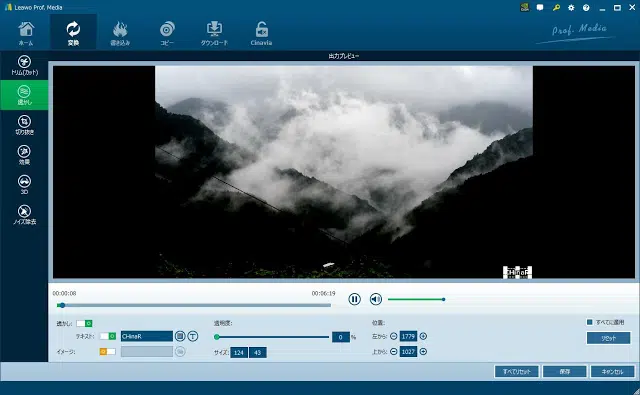 Leawo Prof. Media
ホーム
変換
書き込み
コピー
ダウンロード
Cinavia
Prof. Media
出力プレビュー
トリム(カット)
透かし
切り抜き
効果
3D
ノイズ除去
CHinaR
00:00:08
00:06:19
透かし:
透明度:
位置:
すべてに適用
テキスト:
CHinaR
0
%
左から:
1779
リセット
イメージ:
サイズ:
124
43
上から:
1027
すべてリセット
保存
キャンセル